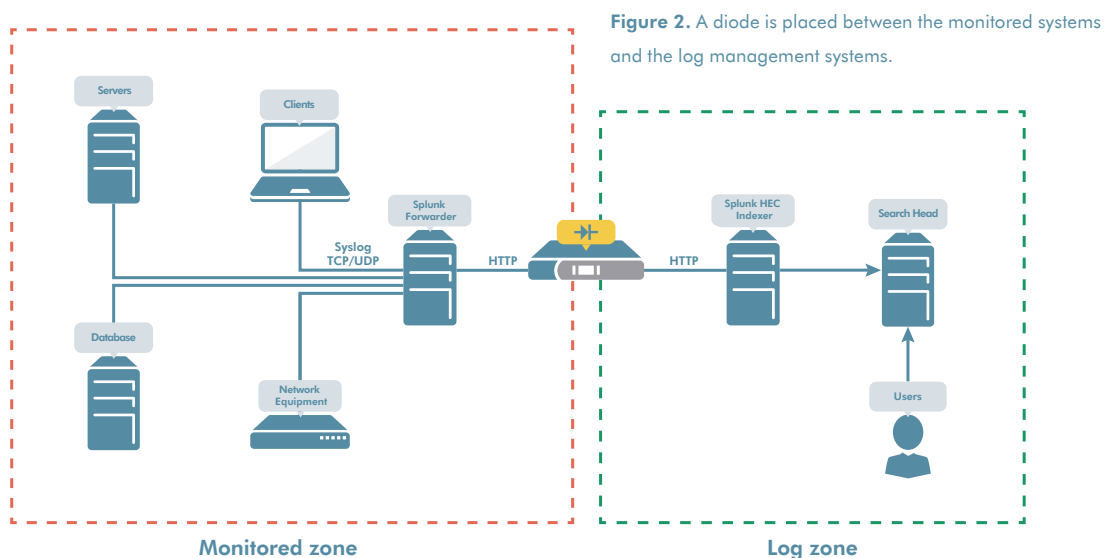 Figure 2. A diode is placed between the monitored systems
and the log management systems.
Servers
Clients
Splunk
Forwarder
Splunk HEC
Indexer
Search Head
Syslog
TCP/UDP
HTTP
HTTP
Database
Network
Equipment
Users
Monitored zone
Log zone